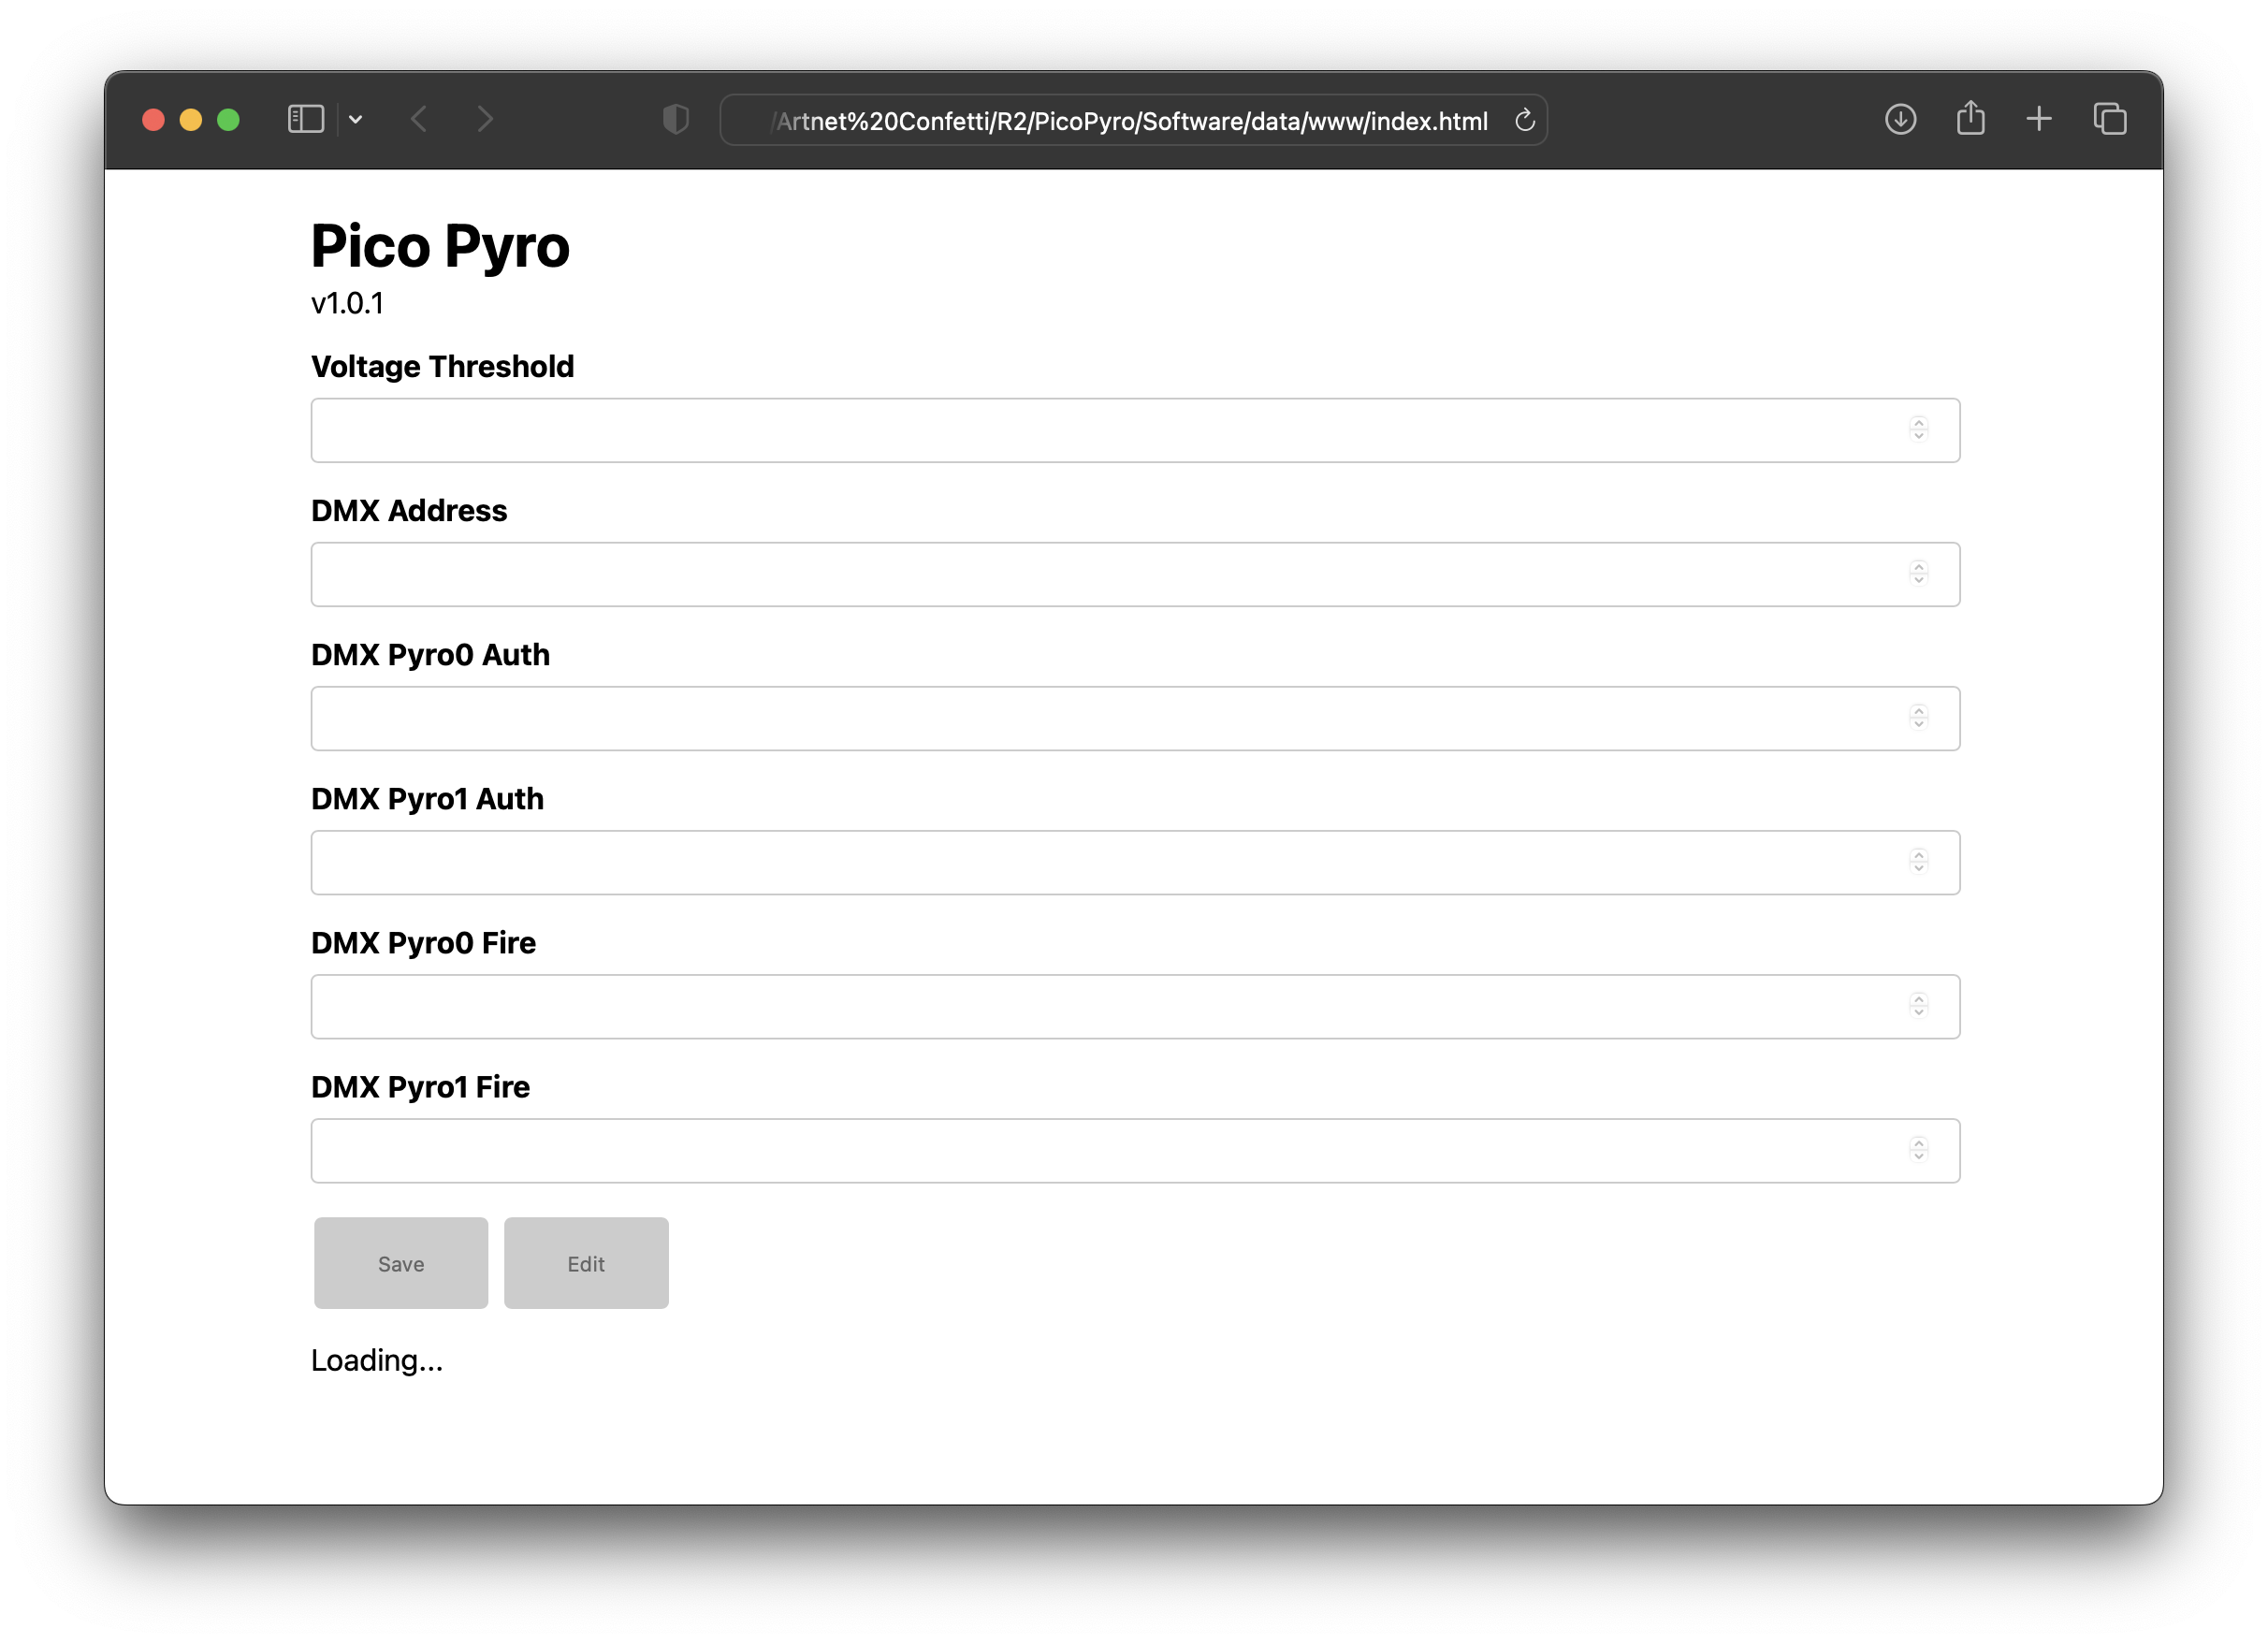 /Artnet%20Confetti/R2/PicoPyro/Software/data/www/index.html
Pico Pyro
v1.0.1
Voltage Threshold
DMX Address
DMX Pyro0 Auth
DMX Pyro1 Auth
DMX Pyro0 Fire
DMX Pyro1 Fire
Save Edit
Loading...